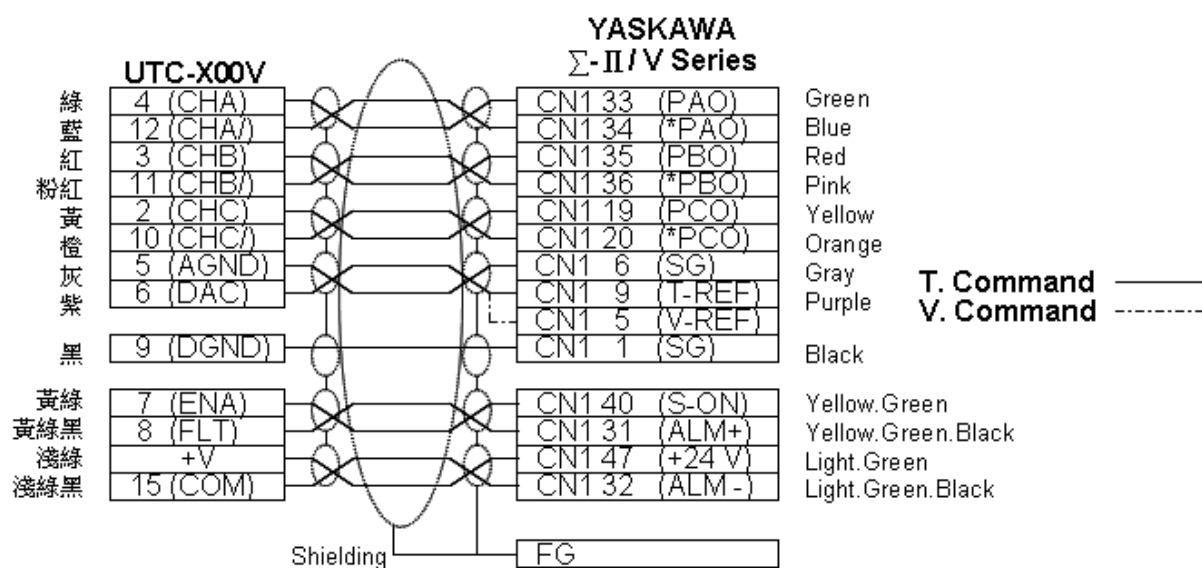 YASKAWA
Σ-Ⅱ/V Series
UTC-X00V
綠 4 (CHA) CN1 33 (PAO) Green
藍 12 (CHA/) CN1 34 (*PAO) Blue
紅 3 (CHB) CN1 35 (PBO) Red
粉紅 11 (CHB/) CN1 36 (*PBO) Pink
黃 2 (CHC) CN1 19 (PCO) Yellow
橙 10 (CHC/) CN1 20 (*PCO) Orange
灰 5 (AGND) CN1 6 (SG) Gray
紫 6 (DAC) CN1 9 (T-REF) Purple
CN1 5 (V-REF)
T. Command
V. Command
黑 9 (DGND) CN1 1 (SG) Black
黃綠 7 (ENA) CN1 40 (S-ON) Yellow.Green
黃綠黑 8 (FLT) CN1 31 (ALM+) Yellow.Green.Black
淺綠 +V CN1 47 (+24 V) Light.Green
淺綠黑 15 (COM) CN1 32 (ALM-) Light.Green.Black
Shielding FG